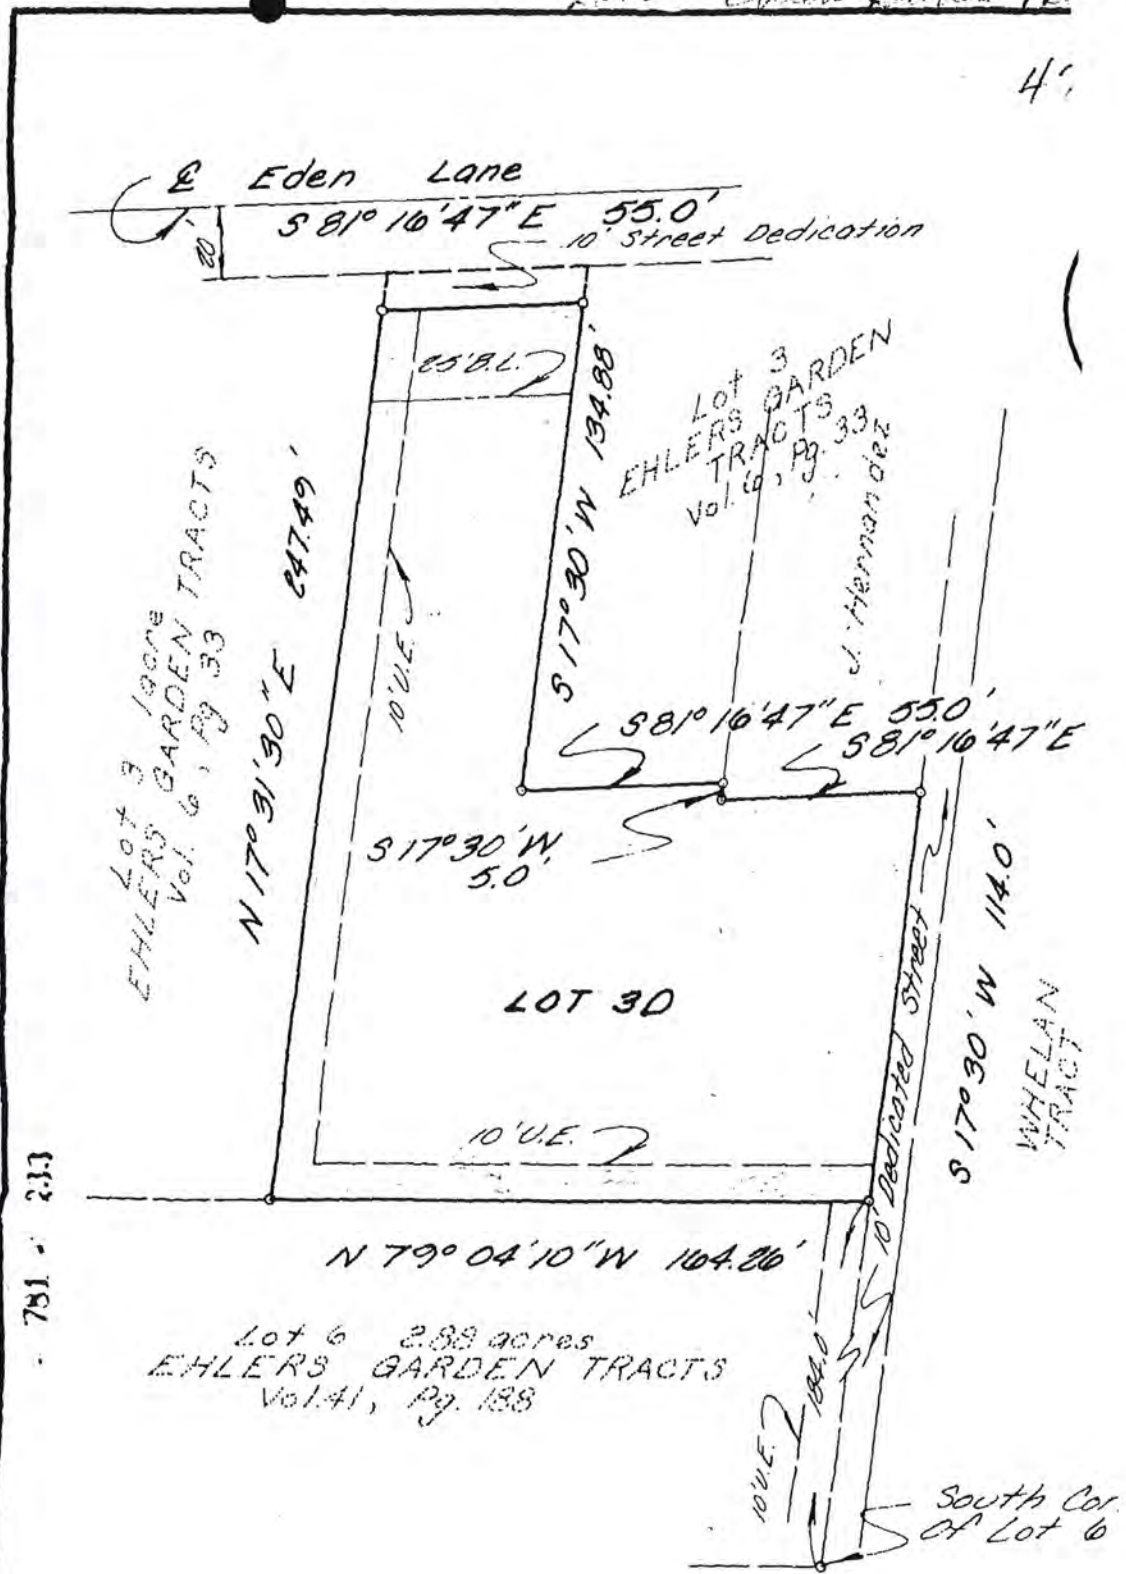 4
℄ Eden Lane
S 81° 16' 47" E 55.0'
10' Street Dedication
20'
25' B.L.
S 17° 30' W 134.88'
Lot 3
EHLERS GARDEN
TRACTS
Vol. 6, Pg. 33
J. Hernandez
10' U.E.
N 17° 31' 30" E 247.49'
Lot 3 1 acre
EHLERS GARDEN TRACTS
Vol. 6, Pg 33
S 81° 16' 47" E 55.0'
S 81° 16' 47" E
S 17° 30' W
5.0'
LOT 3D
10' Dedicated Street
S 17° 30' W 114.0'
WHELAN
TRACT
10' U.E.
N 79° 04' 10" W 164.26'
Lot 6 2.88 acres
EHLERS GARDEN TRACTS
Vol. 41, Pg. 188
184.0'
10' U.E.
South Cor.
Of Lot 6
781 233